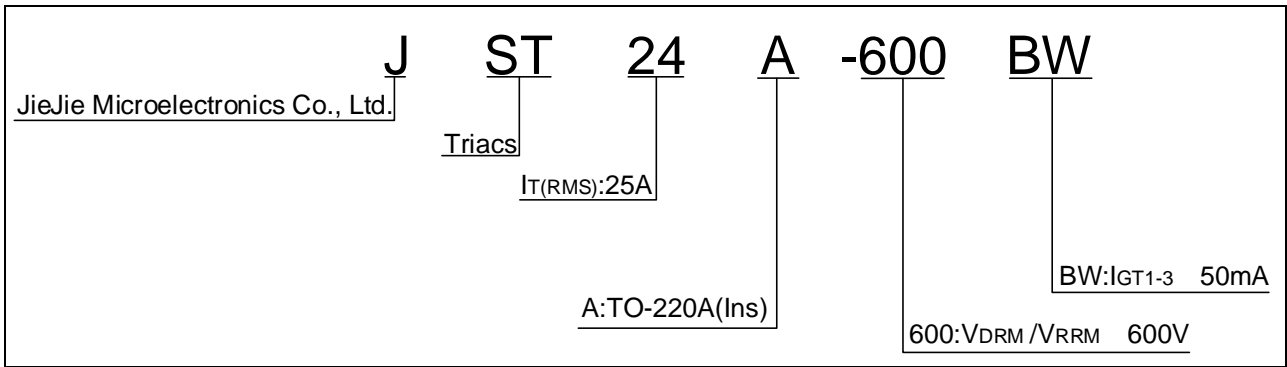 J ST 24 A -600 BW
JieJie Microelectronics Co., Ltd.
Triacs
IT(RMS):25A
BW:IGT1-3 50mA
A:TO-220A(Ins)
600:VDRM /VRRM 600V